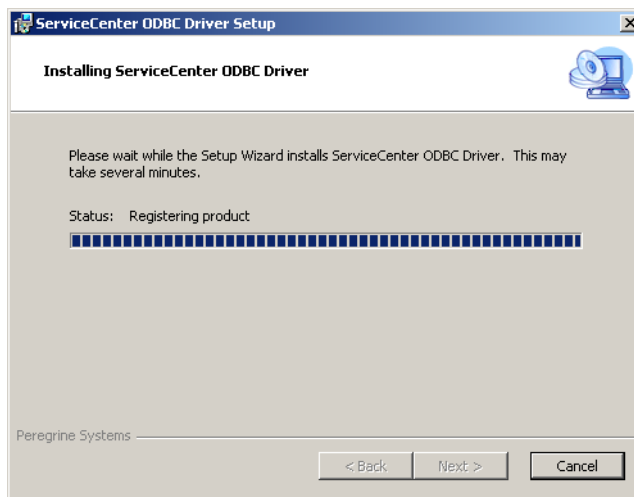 ServiceCenter ODBC Driver Setup
Installing ServiceCenter ODBC Driver
Please wait while the Setup Wizard installs ServiceCenter ODBC Driver. This may
take several minutes.
Status: Registering product
Peregrine Systems
< Back Next > Cancel